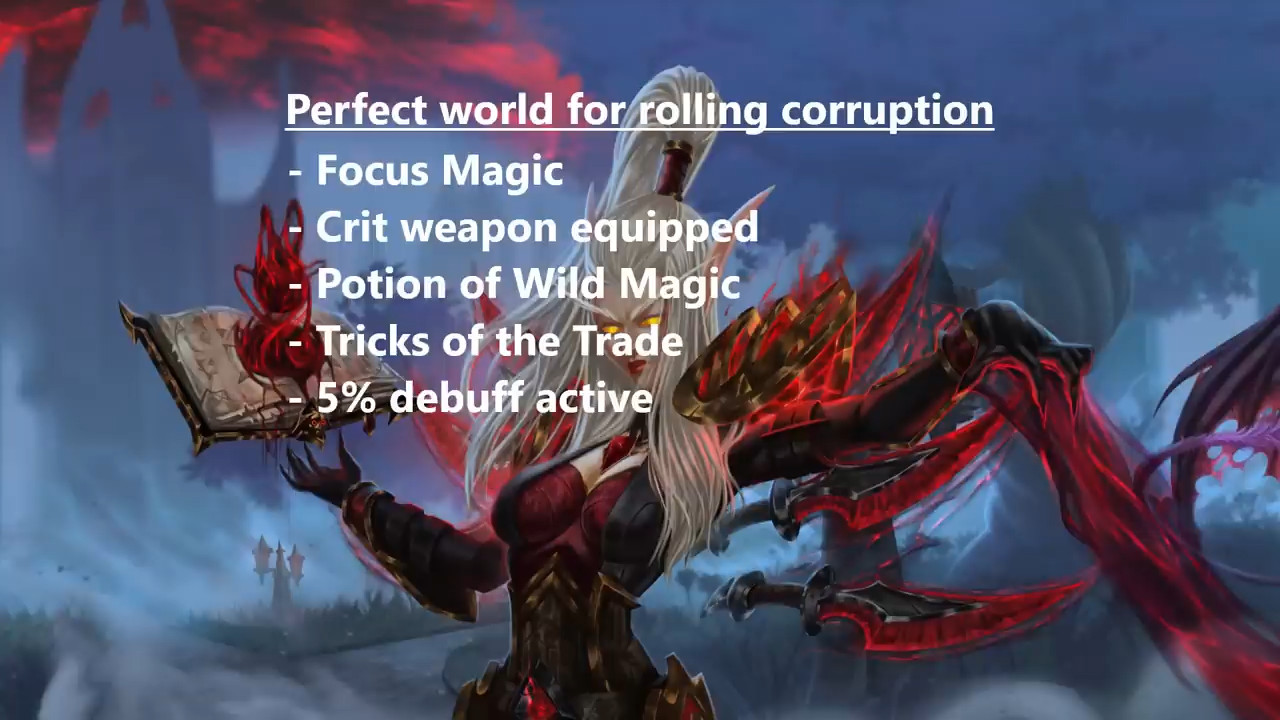 Perfect world for rolling corruption
- Focus Magic
- Crit weapon equipped
- Potion of Wild Magic
- Tricks of the Trade
- 5% debuff active